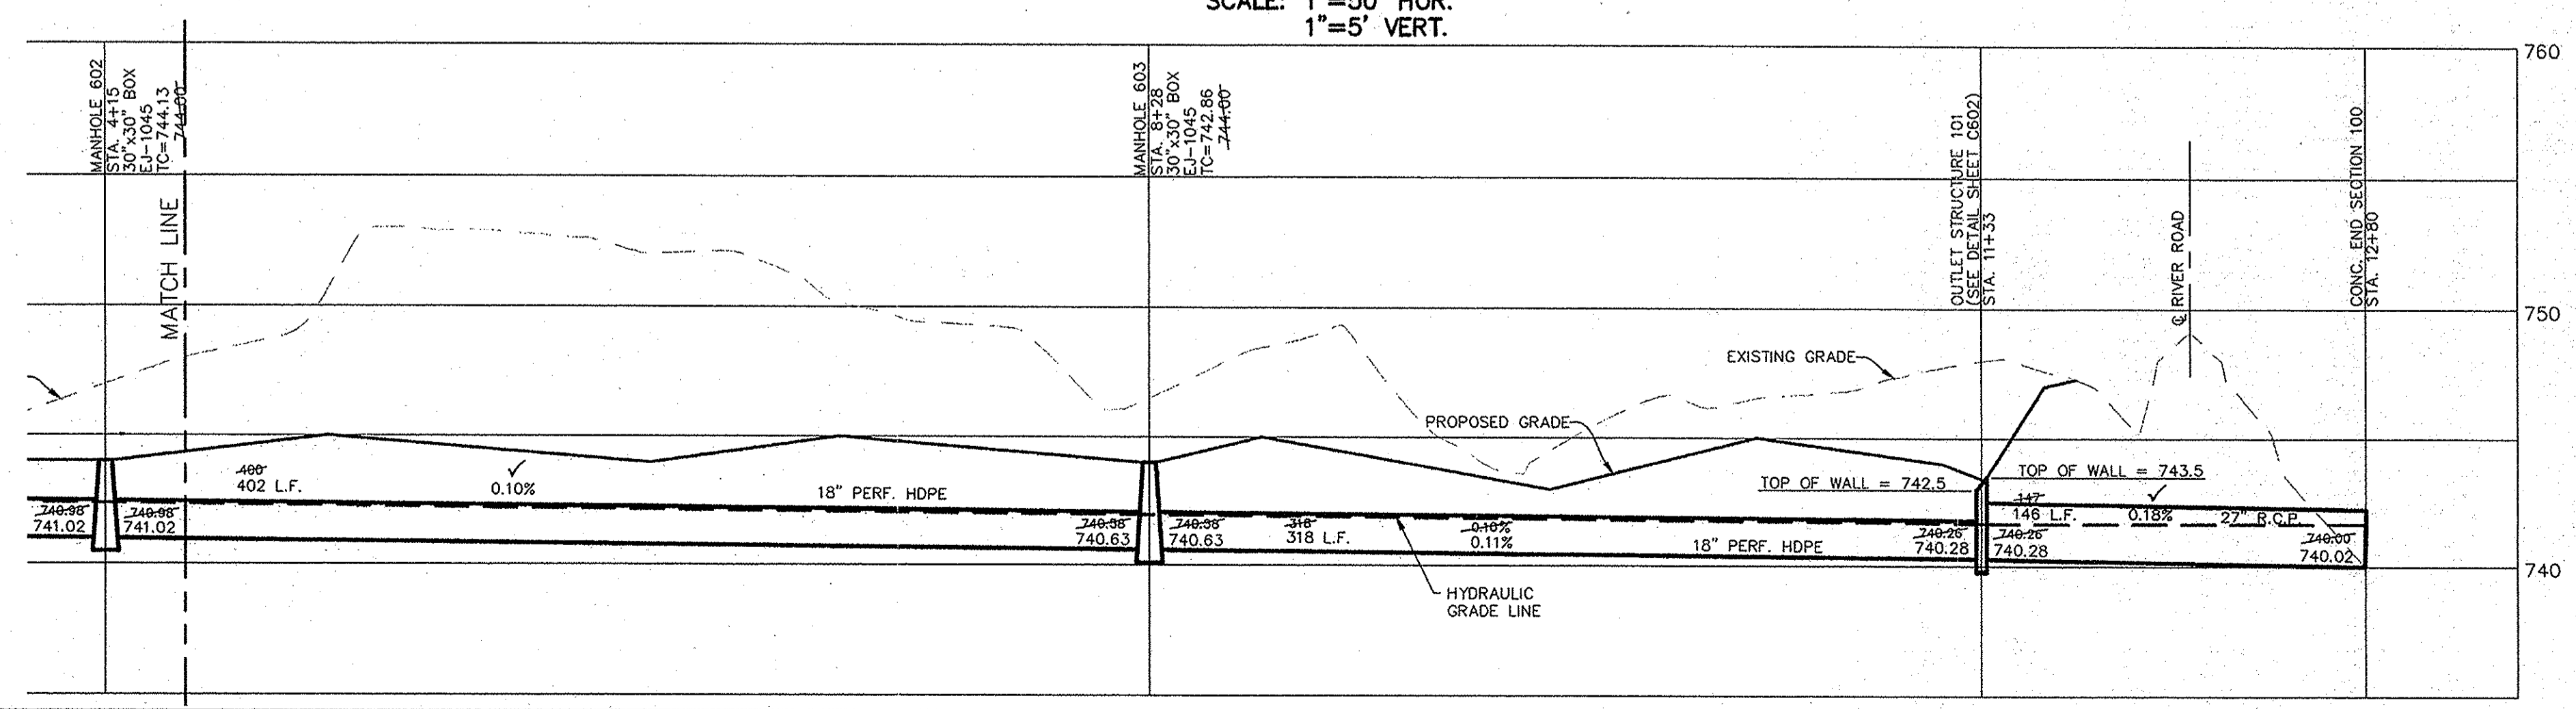 SCALE: 1"=50' HOR.
1"=5' VERT.
760
750
740
MANHOLE 602
STA. 4+15
30"x30" BOX
EJ-1045
TC=744.13
744.00
MATCH LINE
MANHOLE 603
STA. 8+28
30"x30" BOX
EJ-1045
TC=742.86
744.00
OUTLET STRUCTURE 101
(SEE DETAIL SHEET C602)
STA. 11+33
℄ RIVER ROAD
CONC. END SECTION 100
STA. 12+80
EXISTING GRADE
PROPOSED GRADE
TOP OF WALL = 742.5
TOP OF WALL = 743.5
400
402 L.F.
✓
0.10%
18" PERF. HDPE
740.98
741.02
740.98
741.02
740.58
740.63
740.58
740.63
318
318 L.F.
0.10%
0.11%
18" PERF. HDPE
740.26
740.28
740.26
740.28
147
146 L.F.
✓
0.18%
27" R.C.P.
740.00
740.02
HYDRAULIC
GRADE LINE